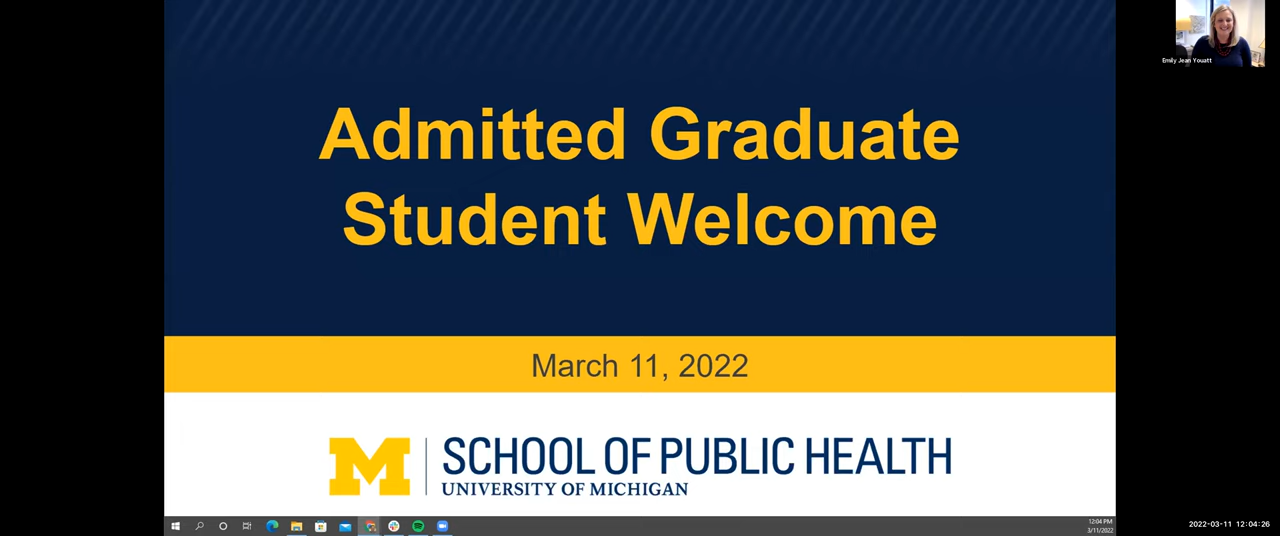 Admitted Graduate
Student Welcome
March 11, 2022
M
SCHOOL OF PUBLIC HEALTH
UNIVERSITY OF MICHIGAN
Emily Jean Youatt
12:04 PM
3/11/2022
2022-03-11 12:04:26